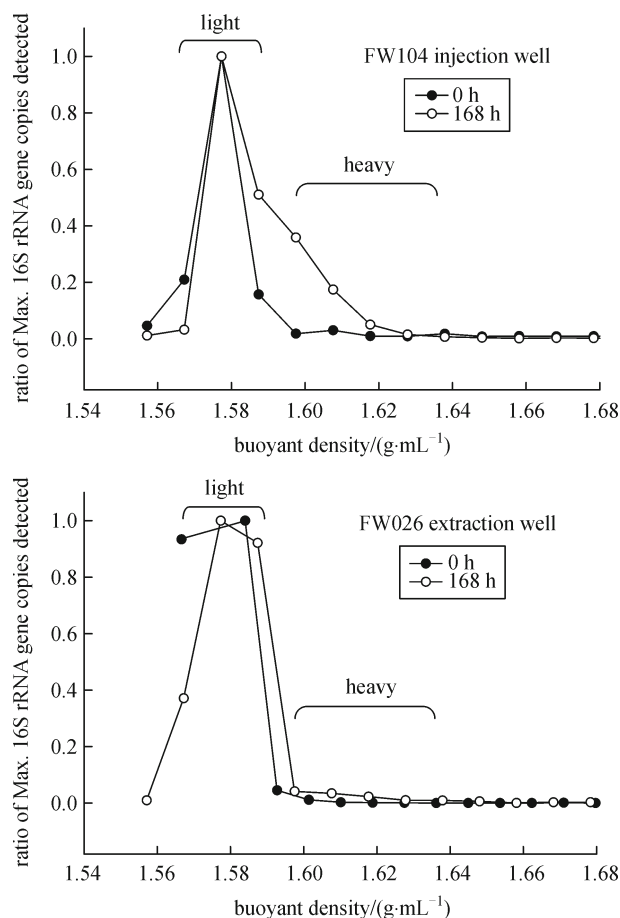 light
FW104 injection well
1.0
0 h
168 h
0.8
heavy
0.6
0.4
0.2
0.0
ratio of Max. 16S rRNA gene copies detected
1.54 1.56 1.58 1.60 1.62 1.64 1.66 1.68
buoyant density/(g·mL⁻¹)
light
FW026 extraction well
1.0
0 h
168 h
0.8
0.6
heavy
0.4
0.2
0.0
ratio of Max. 16S rRNA gene copies detected
1.54 1.56 1.58 1.60 1.62 1.64 1.66 1.68
buoyant density/(g·mL⁻¹)